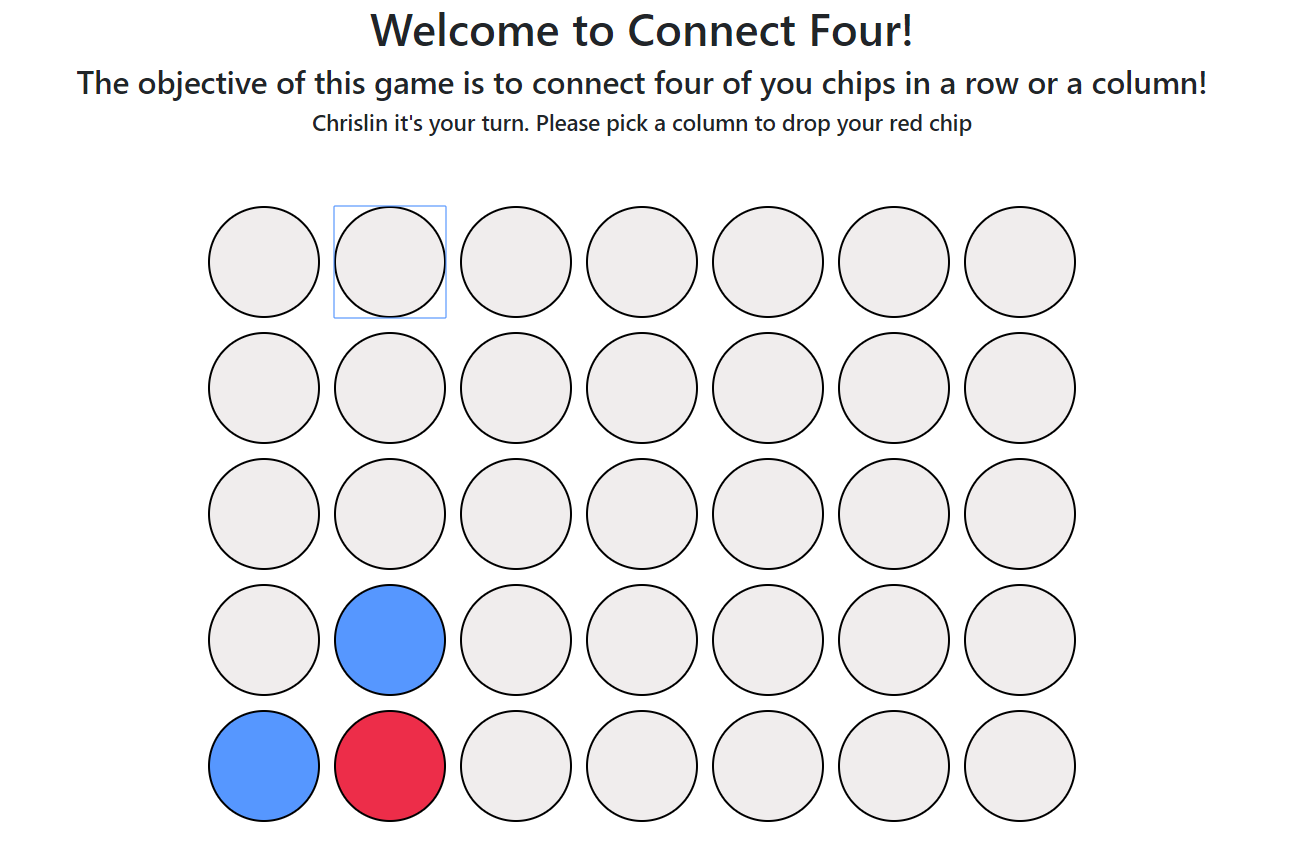 Welcome to Connect Four!
The objective of this game is to connect four of you chips in a row or a column!
Chrislin it's your turn. Please pick a column to drop your red chip